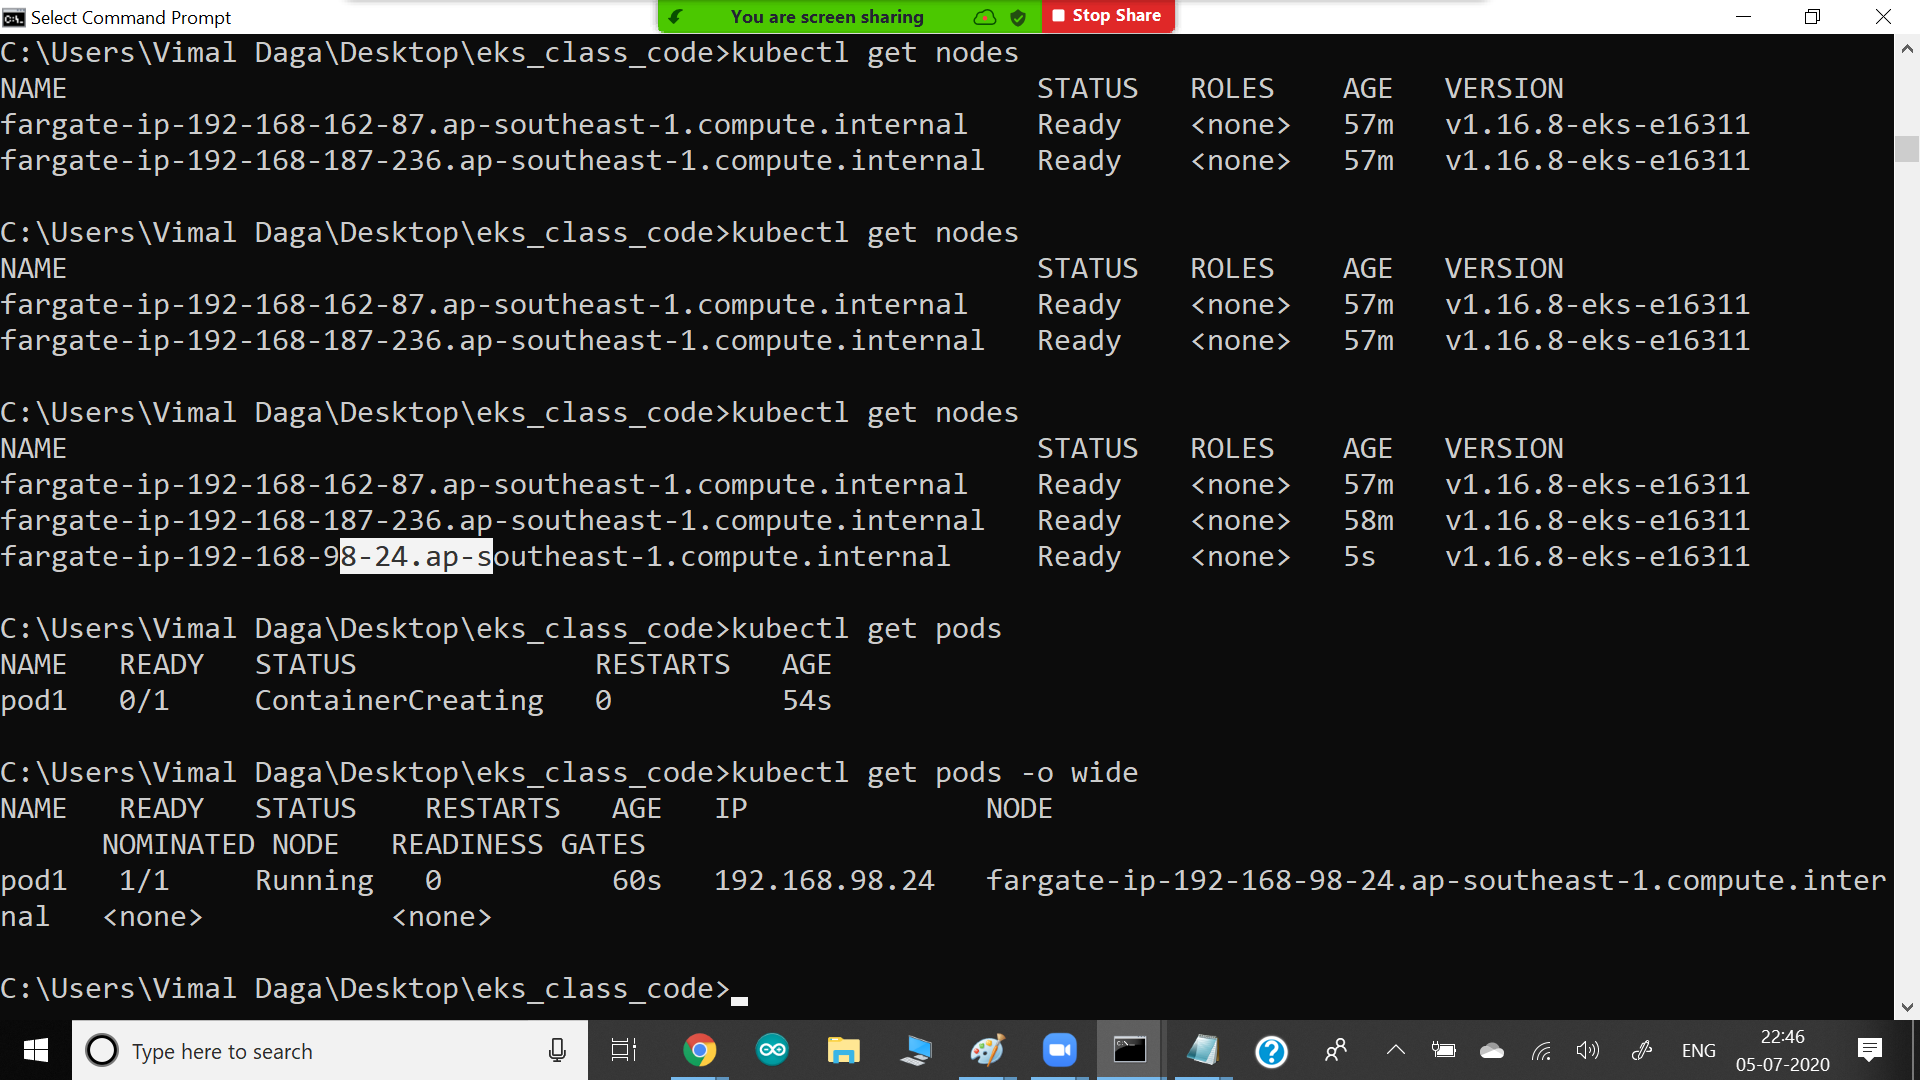 Select Command Prompt
You are screen sharing
Stop Share
C:\Users\Vimal Daga\Desktop\eks_class_code>kubectl get nodes
NAME STATUS ROLES AGE VERSION
fargate-ip-192-168-162-87.ap-southeast-1.compute.internal Ready <none> 57m v1.16.8-eks-e16311
fargate-ip-192-168-187-236.ap-southeast-1.compute.internal Ready <none> 57m v1.16.8-eks-e16311
C:\Users\Vimal Daga\Desktop\eks_class_code>kubectl get nodes
NAME STATUS ROLES AGE VERSION
fargate-ip-192-168-162-87.ap-southeast-1.compute.internal Ready <none> 57m v1.16.8-eks-e16311
fargate-ip-192-168-187-236.ap-southeast-1.compute.internal Ready <none> 57m v1.16.8-eks-e16311
C:\Users\Vimal Daga\Desktop\eks_class_code>kubectl get nodes
NAME STATUS ROLES AGE VERSION
fargate-ip-192-168-162-87.ap-southeast-1.compute.internal Ready <none> 57m v1.16.8-eks-e16311
fargate-ip-192-168-187-236.ap-southeast-1.compute.internal Ready <none> 58m v1.16.8-eks-e16311
fargate-ip-192-168-98-24.ap-southeast-1.compute.internal Ready <none> 5s v1.16.8-eks-e16311
C:\Users\Vimal Daga\Desktop\eks_class_code>kubectl get pods
NAME READY STATUS RESTARTS AGE
pod1 0/1 ContainerCreating 0 54s
C:\Users\Vimal Daga\Desktop\eks_class_code>kubectl get pods -o wide
NAME READY STATUS RESTARTS AGE IP NODE
NOMINATED NODE READINESS GATES
pod1 1/1 Running 0 60s 192.168.98.24 fargate-ip-192-168-98-24.ap-southeast-1.compute.inter
nal <none> <none>
C:\Users\Vimal Daga\Desktop\eks_class_code>
Type here to search
ENG
22:46
05-07-2020